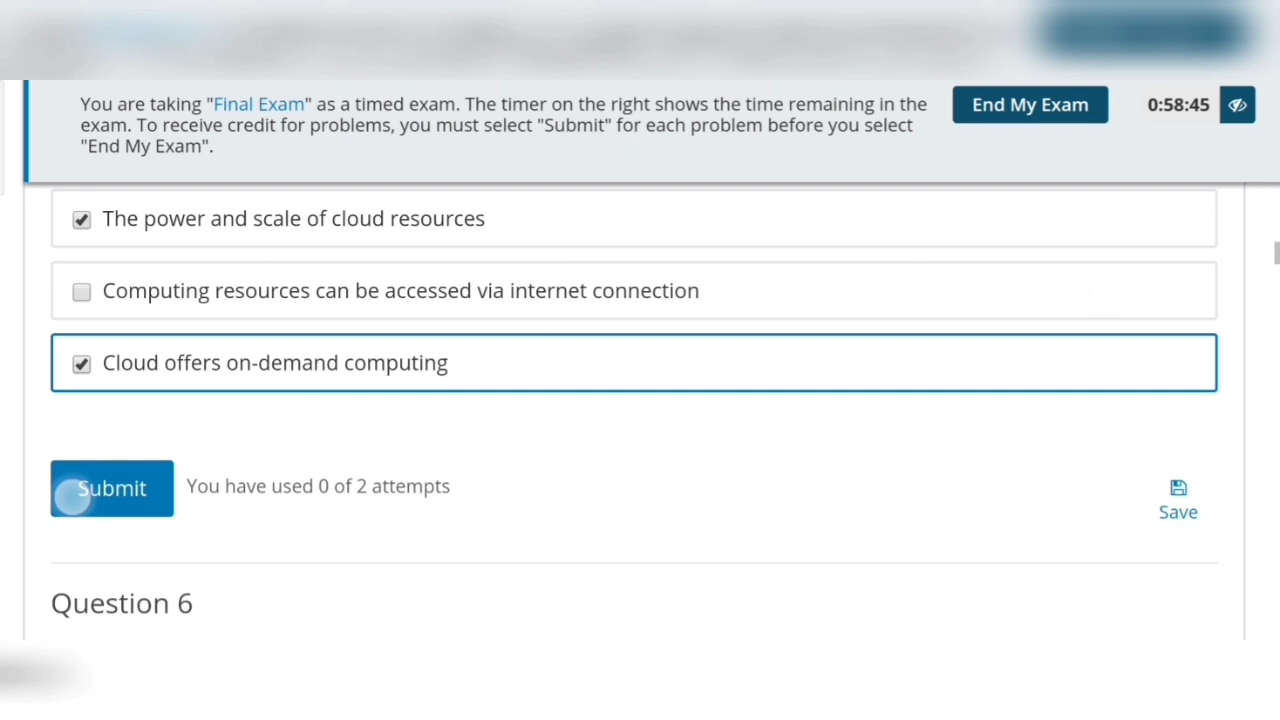 You are taking "Final Exam" as a timed exam. The timer on the right shows the time remaining in the
exam. To receive credit for problems, you must select "Submit" for each problem before you select
"End My Exam".
End My Exam
0:58:45
The power and scale of cloud resources
Computing resources can be accessed via internet connection
Cloud offers on-demand computing
Submit
You have used 0 of 2 attempts
Save
Question 6